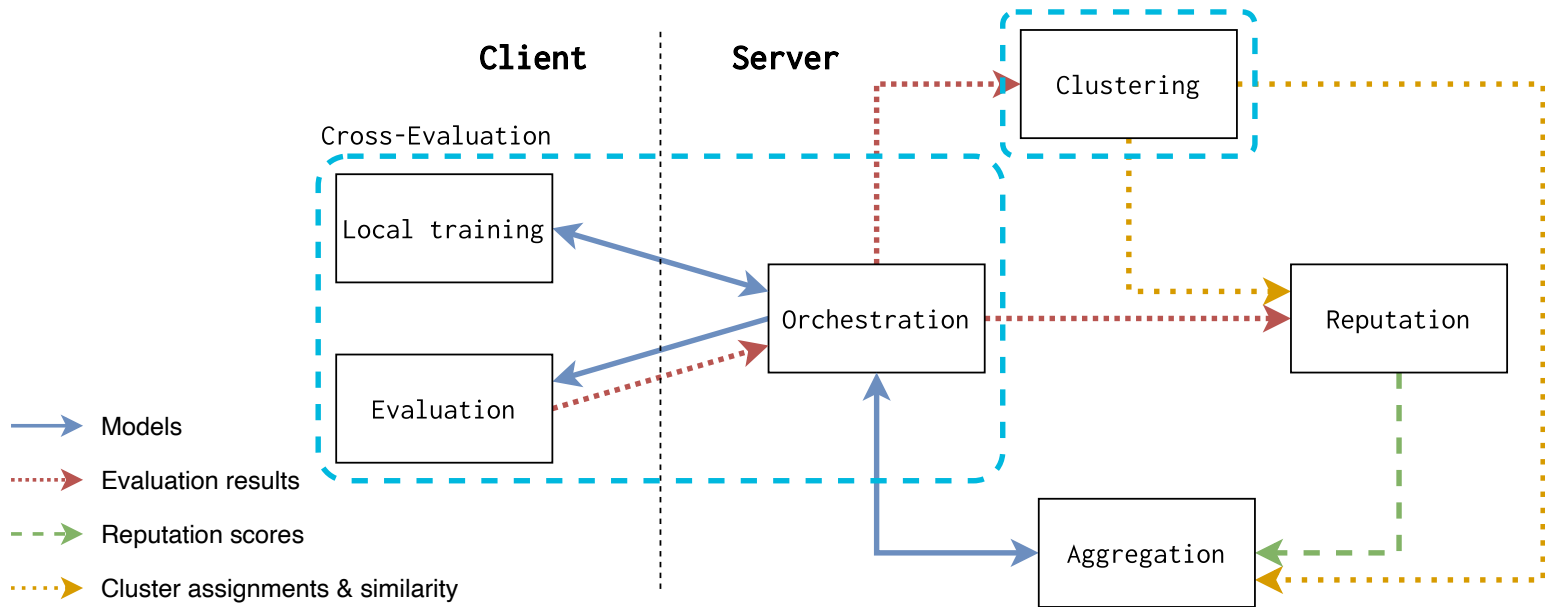 Client
Server
Clustering
Cross-Evaluation
Local training
Orchestration
Reputation
Evaluation
Models
Evaluation results
Reputation scores
Aggregation
Cluster assignments & similarity